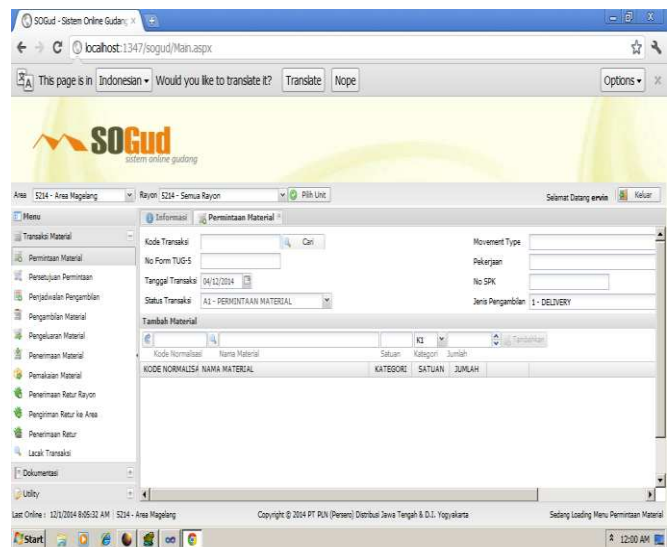 SOGud - Sistem Online Gudang
localhost:1347/sogud/Main.aspx
This page is in Indonesian Would you like to translate it? Translate Nope Options
SOGud
sistem online gudang
Area 5214 - Area Magelang Rayon 5214 - Semua Rayon Pilih Unit Selamat Datang ervin Keluar
Menu Informasi Permintaan Material
Transaksi Material
Permintaan Material
Persetujuan Permintaan
Penjadwalan Pengambilan
Pengambilan Material
Pengeluaran Material
Penerimaan Material
Pemakaian Material
Penerimaan Retur Rayon
Pengiriman Retur ke Area
Penerimaan Retur
Lacak Transaksi
Dokumentasi
Utility
Kode Transaksi Cari Movement Type
No Form TUG-5 Pekerjaan
Tanggal Transaksi 04/12/2014 No SPK
Status Transaksi A1 - PERMINTAAN MATERIAL Jenis Pengambilan 1 - DELIVERY
Tambah Material
KI Tambahkan
Kode Normalisasi Nama Material Satuan Kategori Jumlah
KODE NORMALISA NAMA MATERIAL KATEGORI SATUAN JUMLAH
Last Online : 12/1/2014 8:05:32 AM 5214 - Area Magelang Copyright © 2014 PT PLN (Persero) Distribusi Jawa Tengah & D.I. Yogyakarta Sedang Loading Menu Permintaan Material
Start 12:00 AM